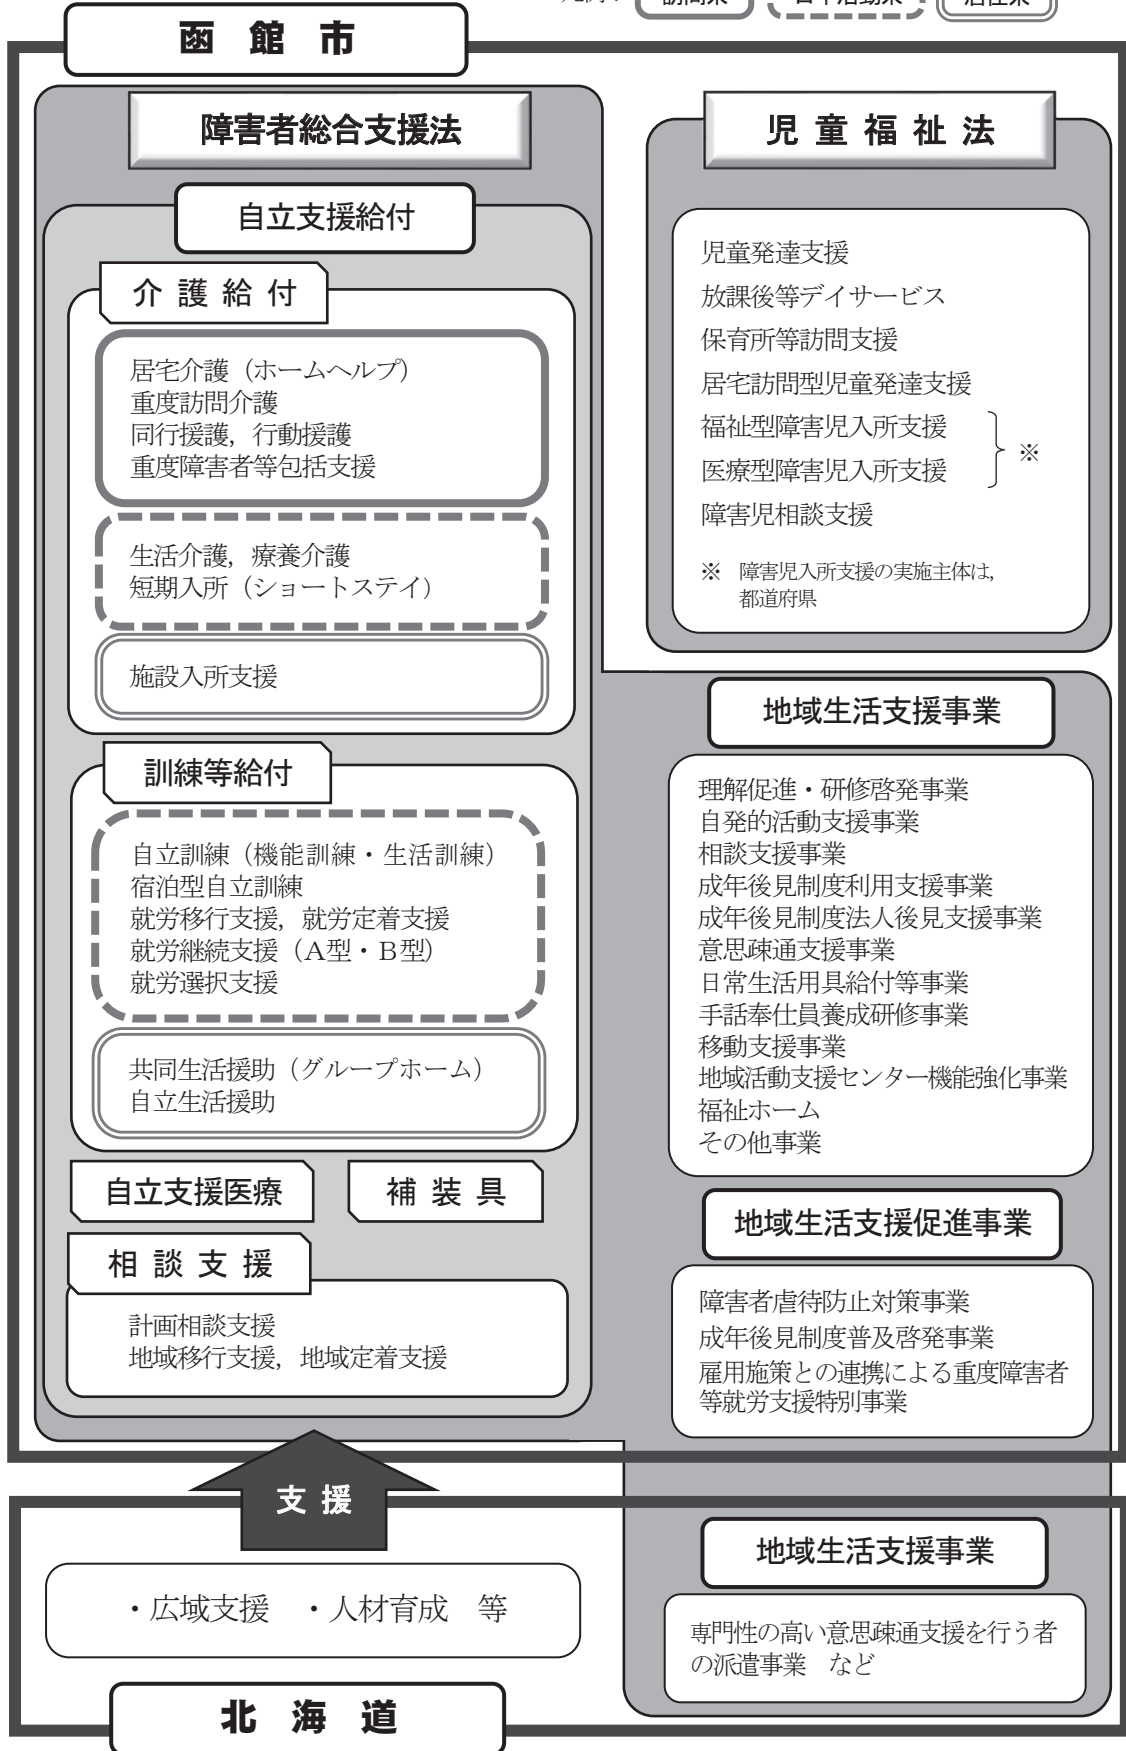 函館市
障害者総合支援法
自立支援給付
介護給付
居宅介護（ホームヘルプ）
重度訪問介護
同行援護，行動援護
重度障害者等包括支援
生活介護，療養介護
短期入所（ショートステイ）
施設入所支援
訓練等給付
自立訓練（機能訓練・生活訓練）
宿泊型自立訓練
就労移行支援，就労定着支援
就労継続支援（Ａ型・Ｂ型）
就労選択支援
共同生活援助（グループホーム）
自立生活援助
自立支援医療
補装具
相談支援
計画相談支援
地域移行支援，地域定着支援
児童福祉法
児童発達支援
放課後等デイサービス
保育所等訪問支援
居宅訪問型児童発達支援
福祉型障害児入所支援
医療型障害児入所支援
※
障害児相談支援
※　障害児入所支援の実施主体は，
都道府県
地域生活支援事業
理解促進・研修啓発事業
自発的活動支援事業
相談支援事業
成年後見制度利用支援事業
成年後見制度法人後見支援事業
意思疎通支援事業
日常生活用具給付等事業
手話奉仕員養成研修事業
移動支援事業
地域活動支援センター機能強化事業
福祉ホーム
その他事業
地域生活支援促進事業
障害者虐待防止対策事業
成年後見制度普及啓発事業
雇用施策との連携による重度障害者
等就労支援特別事業
支援
・広域支援　・人材育成　等
北海道
地域生活支援事業
専門性の高い意思疎通支援を行う者
の派遣事業　など